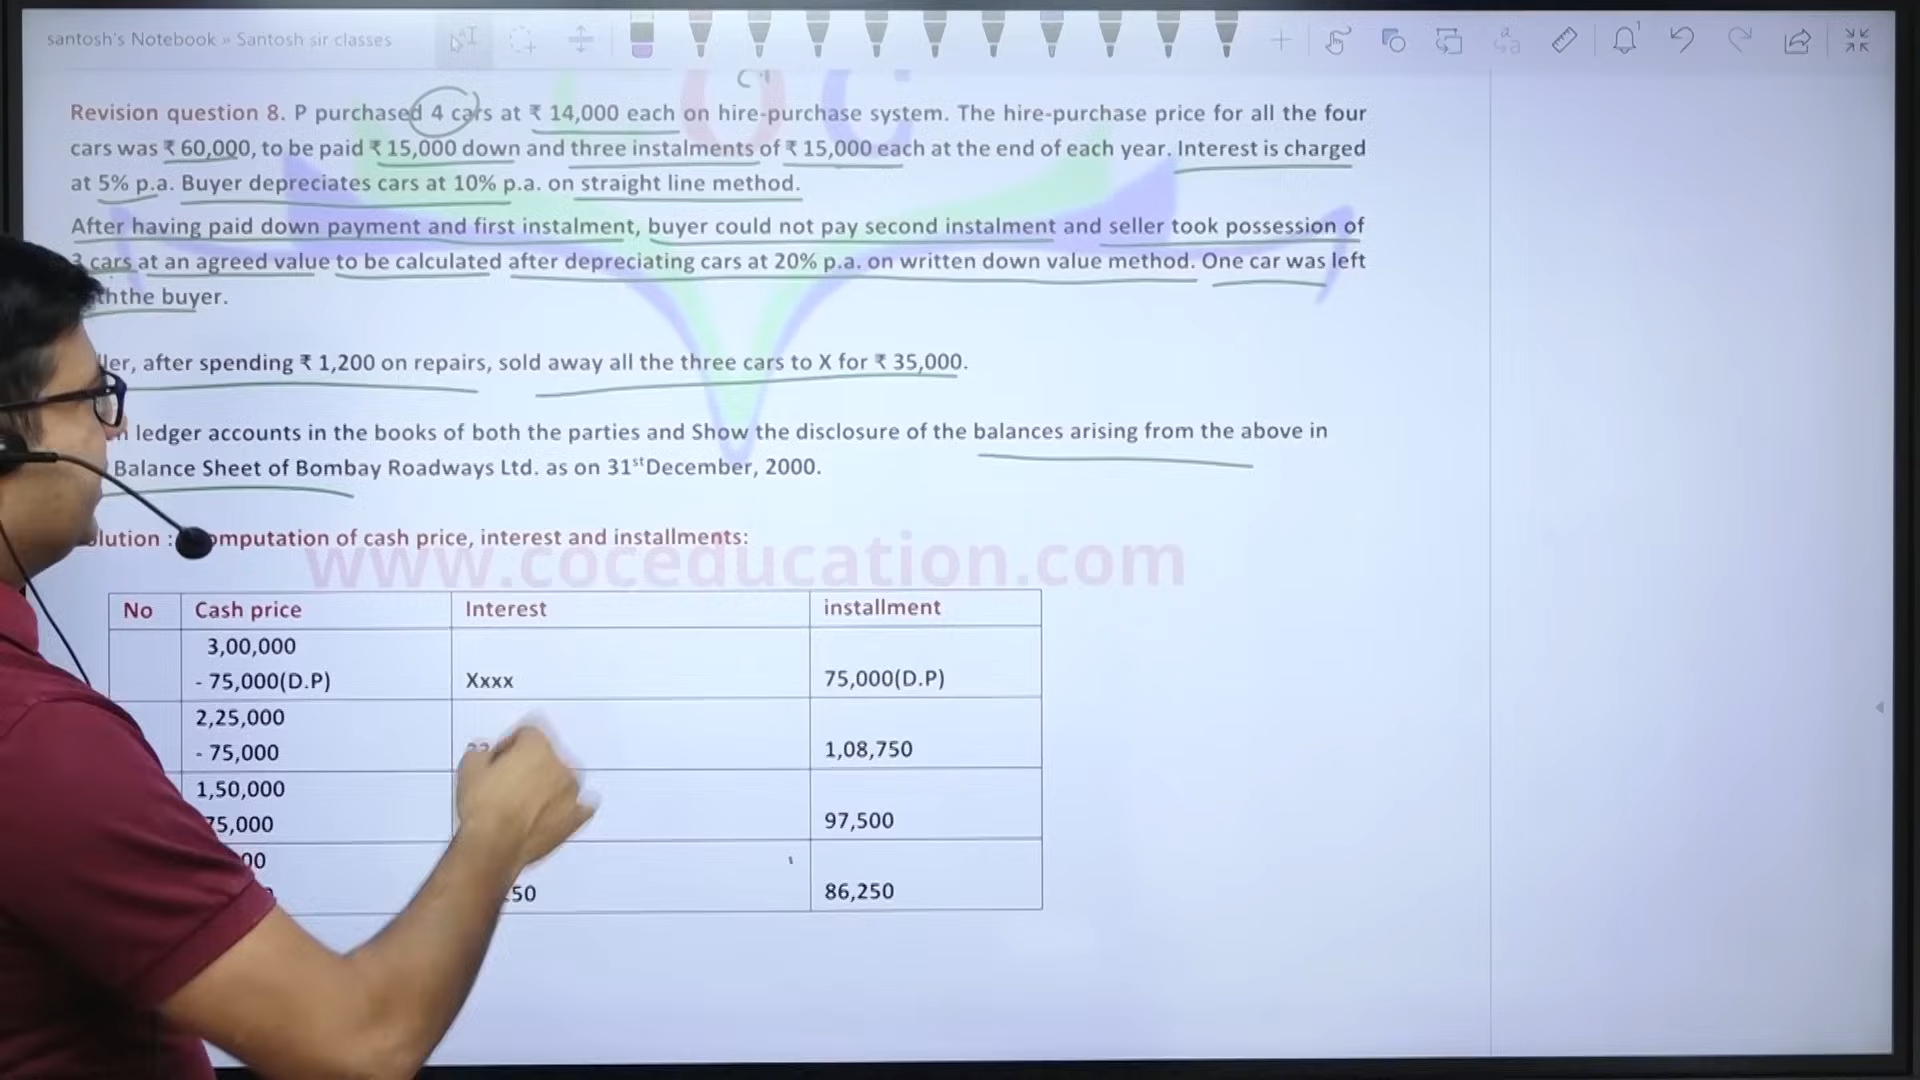 santosh's Notebook » Santosh sir classes
Revision question 8. P purchased 4 cars at ₹ 14,000 each on hire-purchase system. The hire-purchase price for all the four
cars was ₹ 60,000, to be paid ₹ 15,000 down and three instalments of ₹ 15,000 each at the end of each year. Interest is charged
at 5% p.a. Buyer depreciates cars at 10% p.a. on straight line method.
After having paid down payment and first instalment, buyer could not pay second instalment and seller took possession of
3 cars at an agreed value to be calculated after depreciating cars at 20% p.a. on written down value method. One car was left
the buyer.
after spending ₹ 1,200 on repairs, sold away all the three cars to X for ₹ 35,000.
ledger accounts in the books of both the parties and Show the disclosure of the balances arising from the above in
Balance Sheet of Bombay Roadways Ltd. as on 31st December, 2000.
computation of cash price, interest and installments:
www.coceducation.com
No Cash price Interest installment
3,00,000
- 75,000(D.P) Xxxx 75,000(D.P)
2,25,000
- 75,000 1,08,750
1,50,000
75,000 97,500
86,250